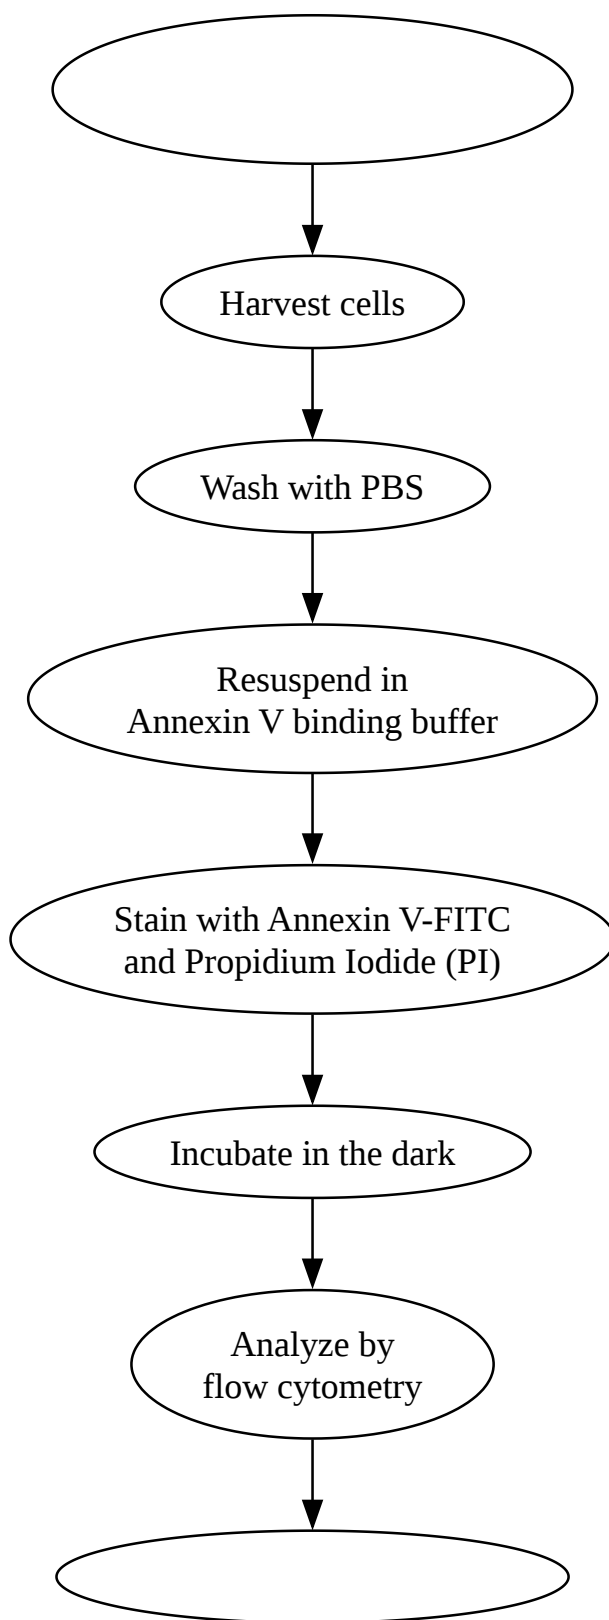 Harvest cells
Wash with PBS
Resuspend in
Annexin V binding buffer
Stain with Annexin V-FITC
and Propidium Iodide (PI)
Incubate in the dark
Analyze by
flow cytometry